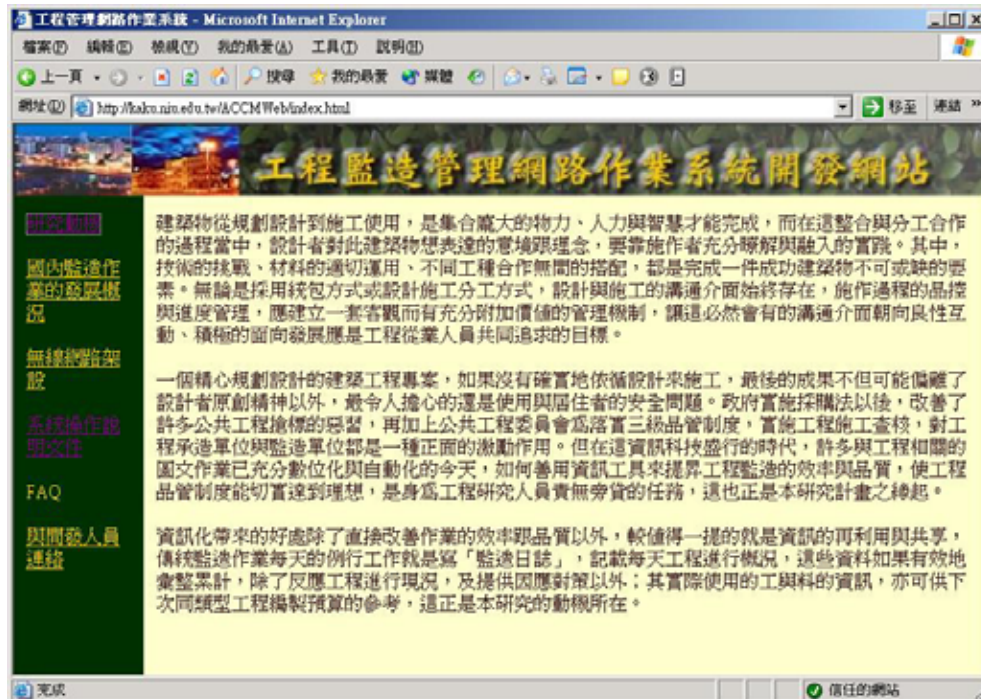 工程管理網路作業系統 - Microsoft Internet Explorer
檔案(F) 編輯(E) 檢視(V) 我的最愛(A) 工具(T) 說明(H)
上一頁 搜尋 我的最愛 媒體
網址(D) http://kaku.niu.edu.tw/ACCMWeb/index.html 移至 連結 »
工程監造管理網路作業系統開發網站
研究動機
國內監造作
業的發展概
況
無線網路架
設
系統操作說
明文件
FAQ
與開發人員
連絡
建築物從規劃設計到施工使用,是集合龐大的物力、人力與智慧才能完成,而在這整合與分工合作
的過程當中,設計者對此建築物想表達的意境跟理念,要靠施作者充分瞭解與融入的實踐。其中,
技術的挑戰、材料的適切運用、不同工種合作無間的搭配,都是完成一件成功建築物不可或缺的要
素。無論是採用統包方式或設計施工分工方式,設計與施工的溝通介面始終存在,施作過程的品控
與進度管理,應建立一套客觀而有充分附加價值的管理機制,讓這必然會有的溝通介面朝向良性互
動、積極的面向發展應是工程從業人員共同追求的目標。
一個精心規劃設計的建築工程專案,如果沒有確實地依循設計來施工,最後的成果不但可能偏離了
設計者原創精神以外,最令人擔心的還是使用與居住者的安全問題。政府實施採購法以後,改善了
許多公共工程搶標的惡習,再加上公共工程委員會為落實三級品管制度,實施工程施工查核,對工
程承造單位與監造單位都是一種正面的激勵作用。但在這資訊科技盛行的時代,許多與工程相關的
圖文作業已充分數位化與自動化的今天,如何善用資訊工具來提昇工程監造的效率與品質,使工程
品管制度能切實達到理想,是身為工程研究人員責無旁貸的任務,這也正是本研究計畫之緣起。
資訊化帶來的好處除了直接改善作業的效率跟品質以外,較值得一提的就是資訊的再利用與共享,
傳統監造作業每天的例行工作就是寫「監造日誌」,記載每天工程進行概況,這些資料如果有效地
彙整累計,除了反應工程進行現況,及提供因應對策以外;其實際使用的工與料的資訊,亦可供下
次同類型工程編製預算的參考,這正是本研究的動機所在。
完成 信任的網站